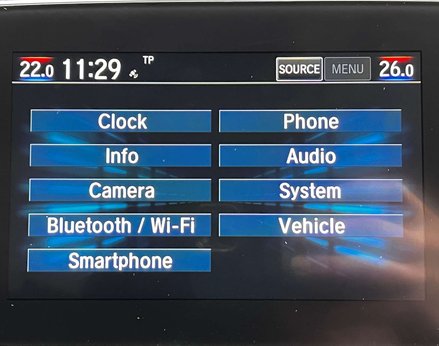 22.0 11:29 TP SOURCE MENU 26.0
Clock Phone
Info Audio
Camera System
Bluetooth / Wi-Fi Vehicle
Smartphone